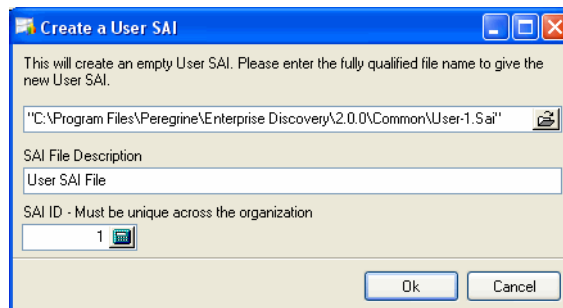 Create a User SAI
This will create an empty User SAI. Please enter the fully qualified file name to give the
new User SAI.
"C:\Program Files\Peregrine\Enterprise Discovery\2.0.0\Common\User-1.Sai"
SAI File Description
User SAI File
SAI ID - Must be unique across the organization
1
Ok Cancel